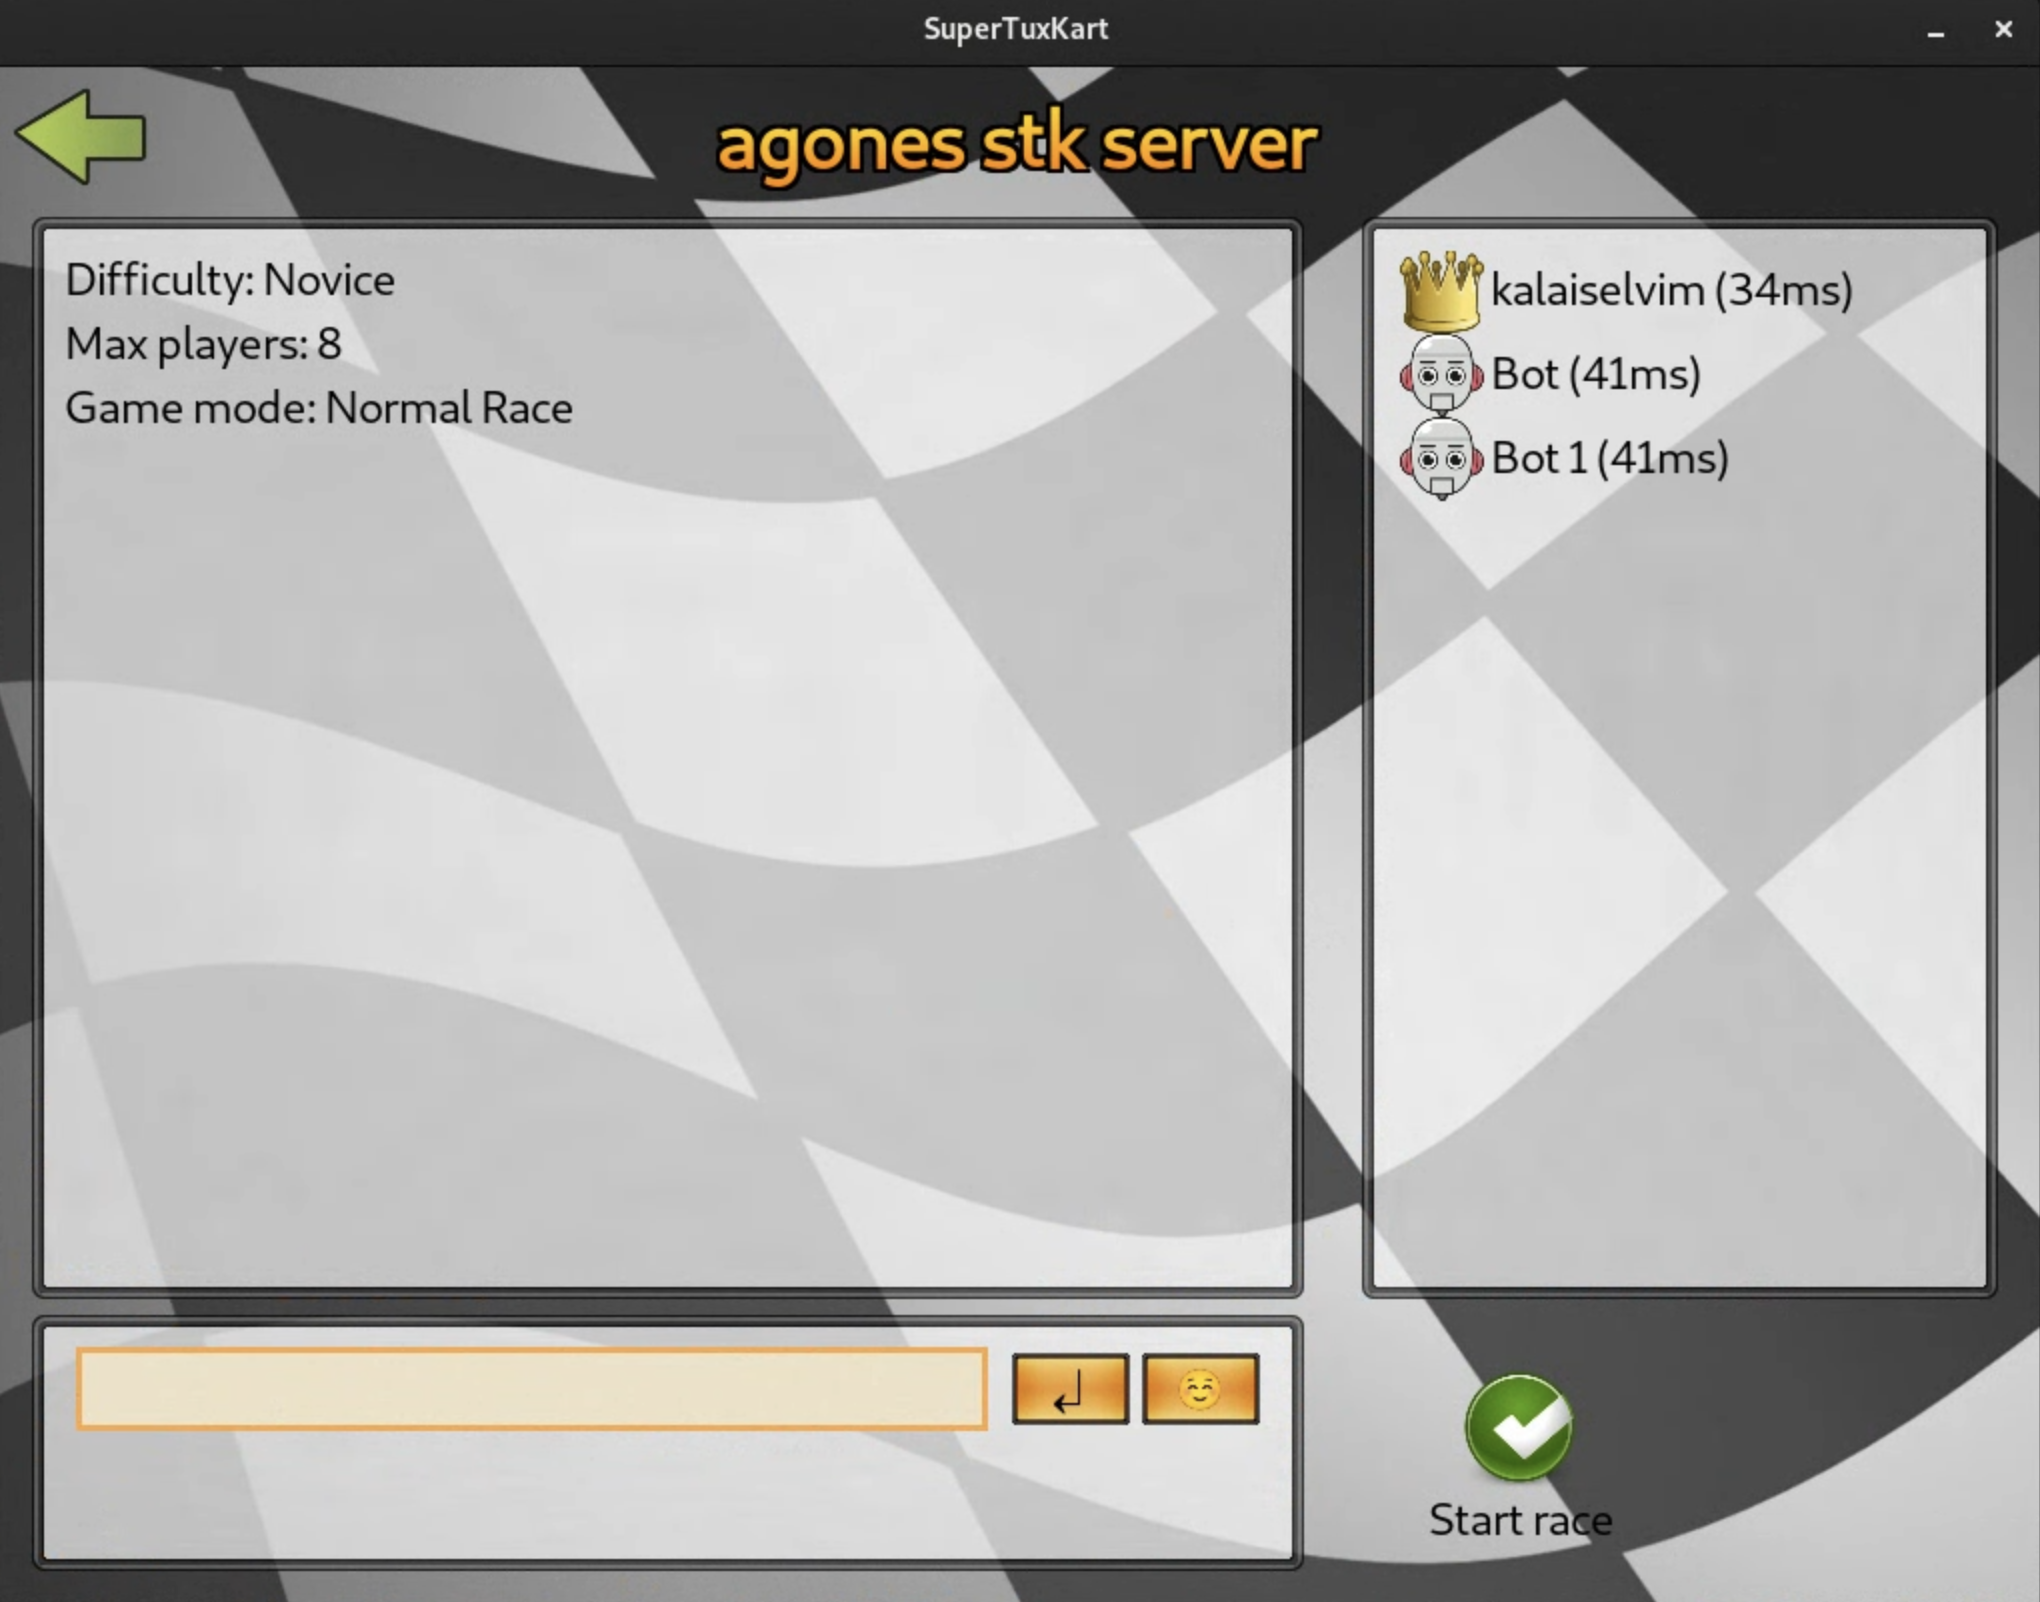 SuperTuxKart
agones stk server
Difficulty: Novice
Max players: 8
Game mode: Normal Race
kalaiselvim (34ms)
Bot (41ms)
Bot 1 (41ms)
Start race